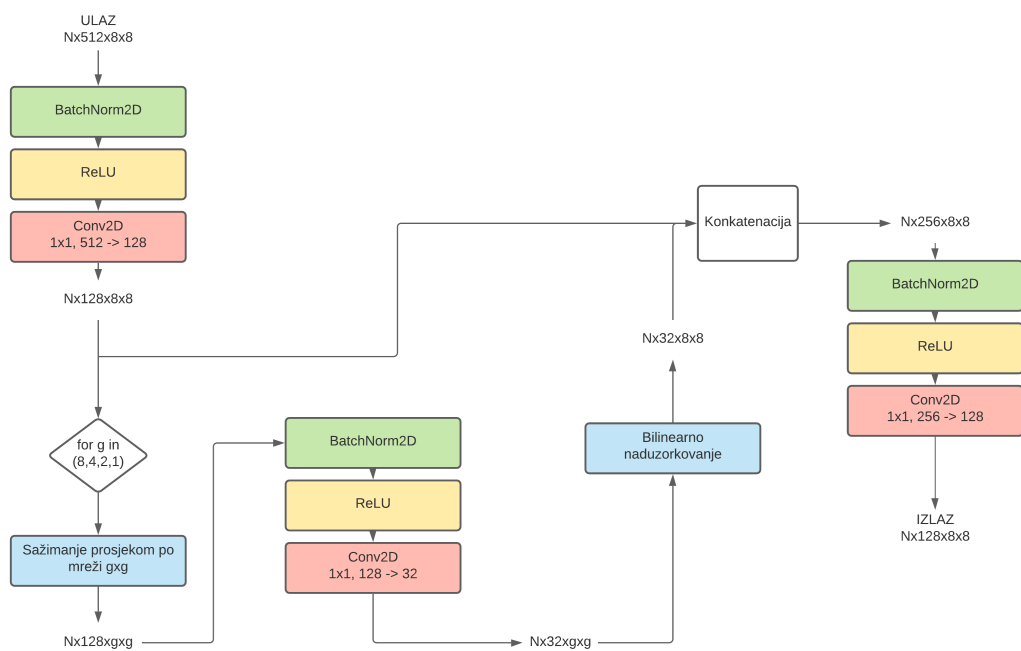 ULAZ
Nx512x8x8
BatchNorm2D
ReLU
Conv2D
1x1, 512 -> 128
Nx128x8x8
for g in
(8,4,2,1)
Sažimanje prosjekom po
mreži gxg
Nx128xgxg
BatchNorm2D
ReLU
Conv2D
1x1, 128 -> 32
Nx32xgxg
Bilinearno
naduzorkovanje
Nx32x8x8
Konkatenacija
Nx256x8x8
BatchNorm2D
ReLU
Conv2D
1x1, 256 -> 128
IZLAZ
Nx128x8x8